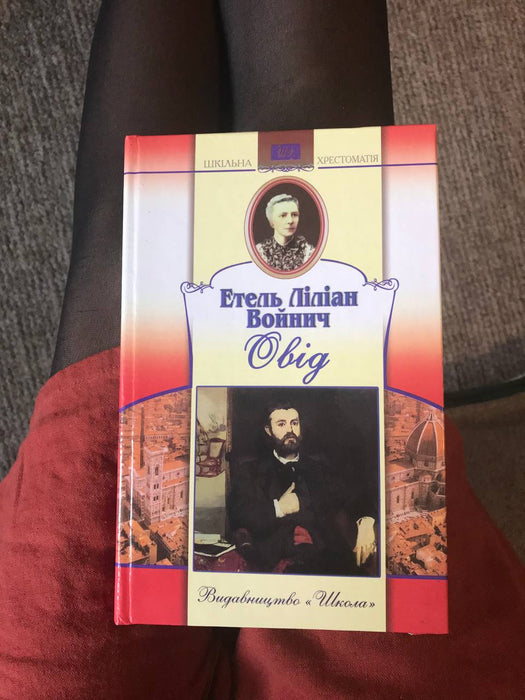 ШКІЛЬНА ХРЕСТОМАТІЯ
Етель Ліліан
Войнич
Овід
Видавництво «Школа»